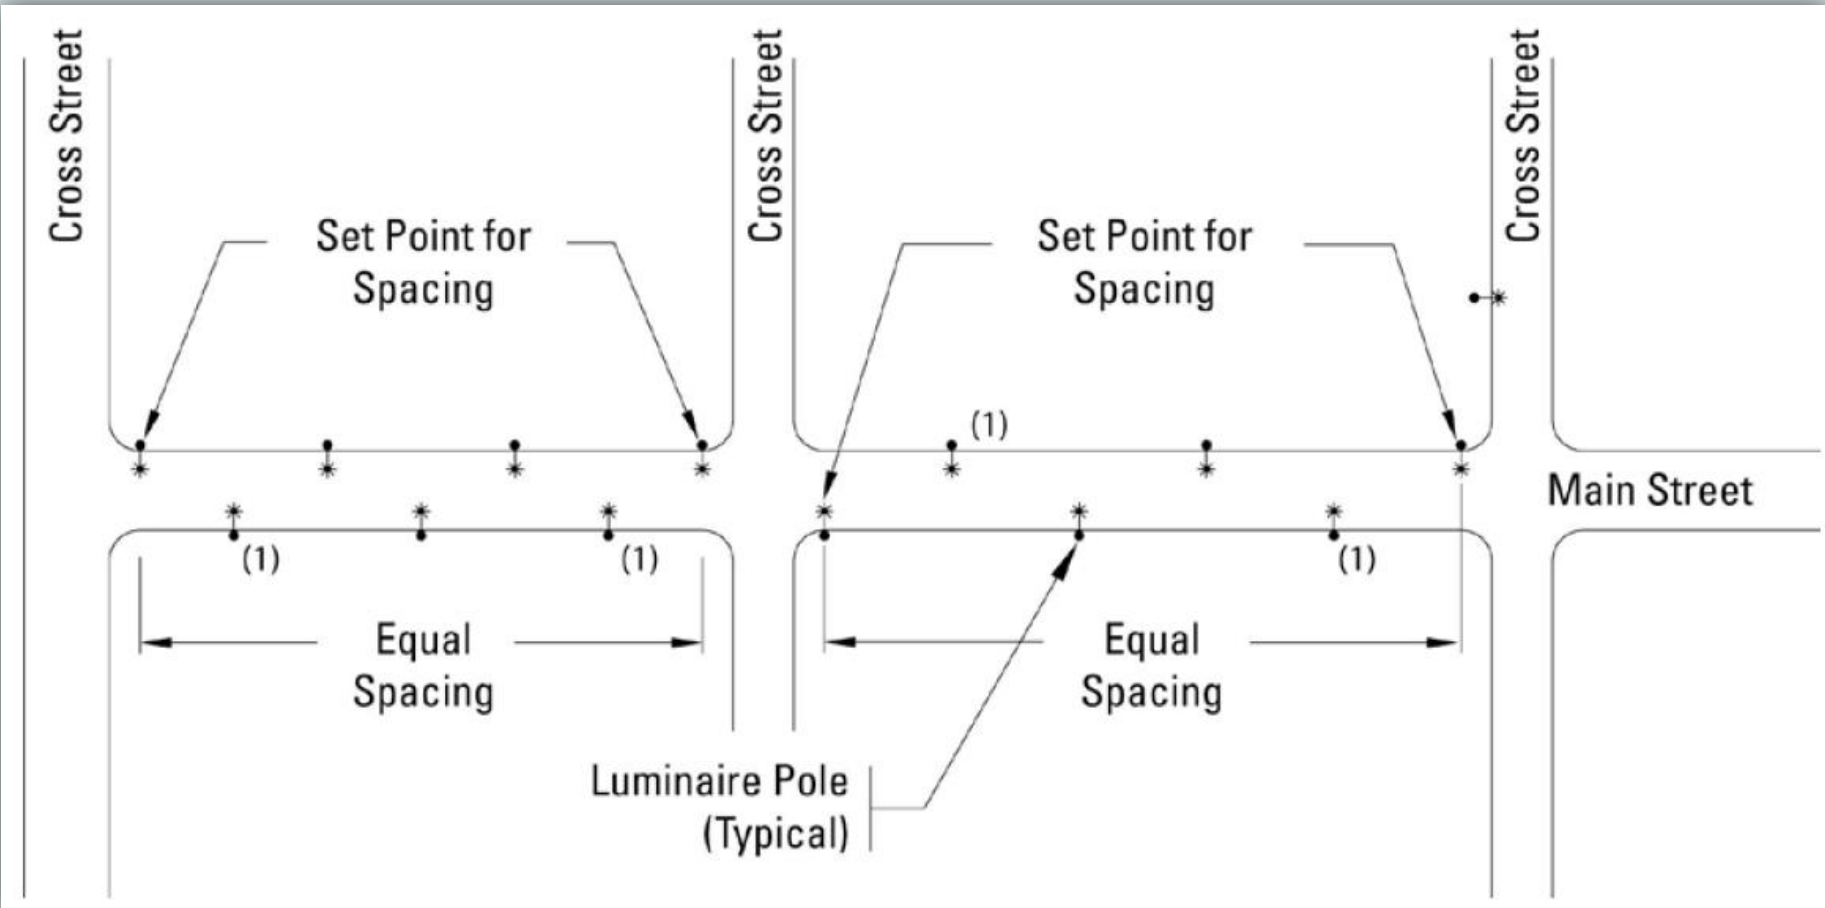 Cross Street
Cross Street
Cross Street
Set Point for
Spacing
Set Point for
Spacing
(1)
Main Street
(1)
(1)
(1)
Equal
Spacing
Equal
Spacing
Luminaire Pole
(Typical)